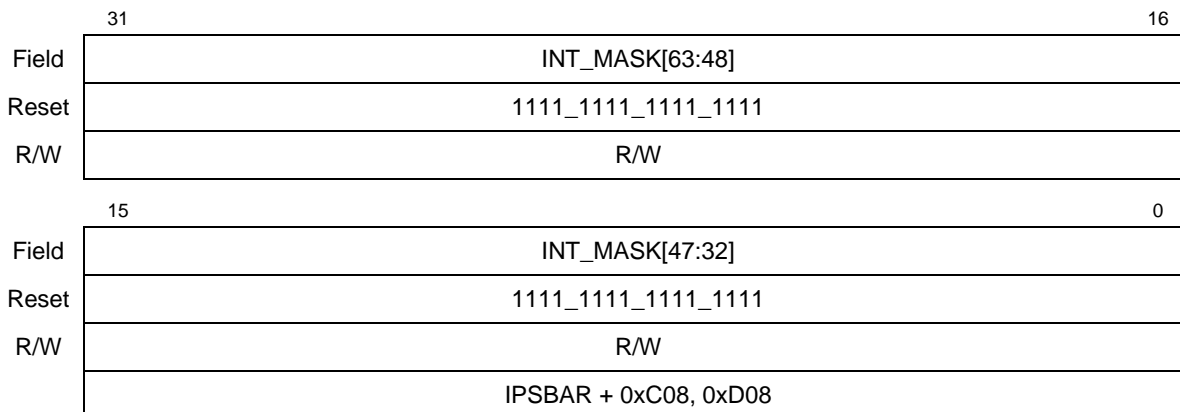 31 16
Field INT_MASK[63:48]
Reset 1111_1111_1111_1111
R/W R/W
15 0
Field INT_MASK[47:32]
Reset 1111_1111_1111_1111
R/W R/W
IPSBAR + 0xC08, 0xD08